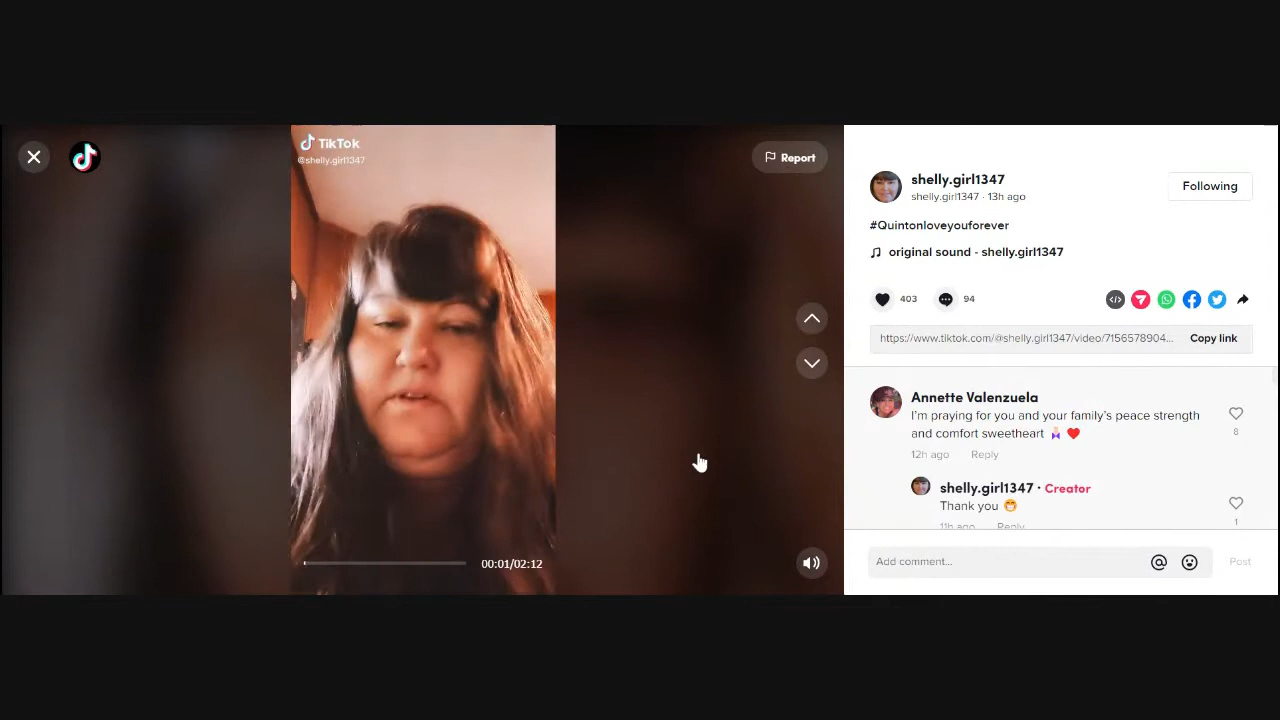 TikTok
@shelly.girl1347
Report
00:01/02:12
shelly.girl1347
shelly.girl1347 · 13h ago
Following
#Quintonloveyouforever
original sound - shelly.girl1347
403
94
https://www.tiktok.com/@shelly.girl1347/video/7156578904...
Copy link
Annette Valenzuela
I'm praying for you and your family's peace strength
and comfort sweetheart
8
12h ago
Reply
shelly.girl1347 · Creator
Thank you
1
11h ago
Reply
Add comment...
Post